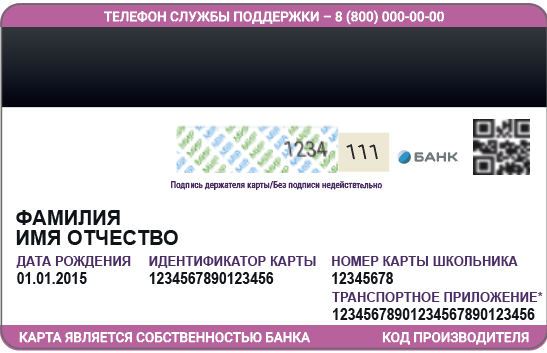 ТЕЛЕФОН СЛУЖБЫ ПОДДЕРЖКИ – 8 (800) 000-00-00
1234 111
БАНК
Подпись держателя карты/Без подписи недействительно
ФАМИЛИЯ
ИМЯ ОТЧЕСТВО
ДАТА РОЖДЕНИЯ ИДЕНТИФИКАТОР КАРТЫ НОМЕР КАРТЫ ШКОЛЬНИКА
01.01.2015 1234567890123456 12345678
ТРАНСПОРТНОЕ ПРИЛОЖЕНИЕ*
12345678901234567890123456
КАРТА ЯВЛЯЕТСЯ СОБСТВЕННОСТЬЮ БАНКА КОД ПРОИЗВОДИТЕЛЯ